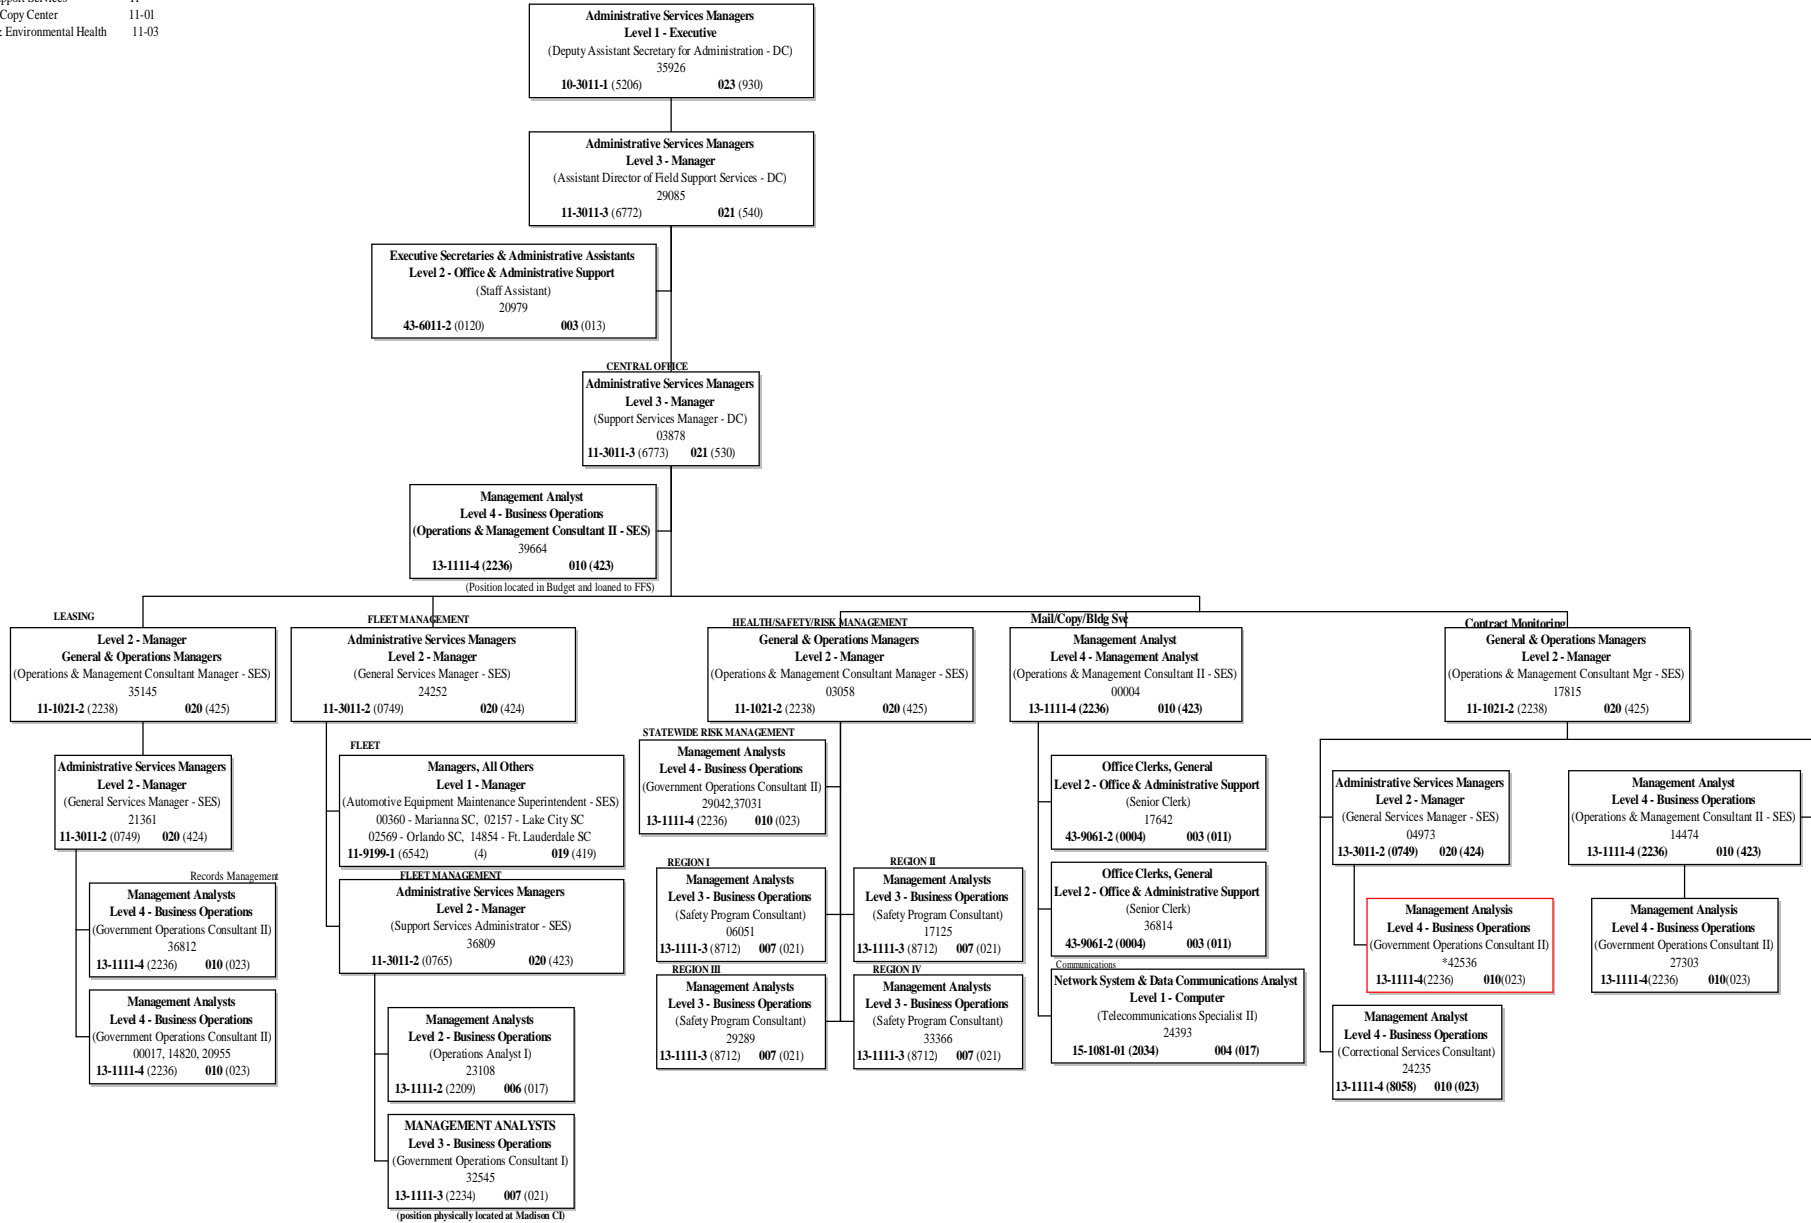 Copy Center 11-01
Environmental Health 11-03
Administrative Services Managers
Level 1 - Executive
(Deputy Assistant Secretary for Administration - DC)
35926
10-3011-1 (5206) 023 (930)
Administrative Services Managers
Level 3 - Manager
(Assistant Director of Field Support Services - DC)
29085
11-3011-3 (6772) 021 (540)
Executive Secretaries & Administrative Assistants
Level 2 - Office & Administrative Support
(Staff Assistant)
20979
43-6011-2 (0120) 003 (013)
CENTRAL OFFICE
Administrative Services Managers
Level 3 - Manager
(Support Services Manager - DC)
03878
11-3011-3 (6773) 021 (530)
Management Analyst
Level 4 - Business Operations
(Operations & Management Consultant II - SES)
39664
13-1111-4 (2236) 010 (423)
(Position located in Budget and loaned to FFS)
LEASING
Level 2 - Manager
General & Operations Managers
(Operations & Management Consultant Manager - SES)
35145
11-1021-2 (2238) 020 (425)
Administrative Services Managers
Level 2 - Manager
(General Services Manager - SES)
21361
11-3011-2 (0749) 020 (424)
Records Management
Management Analysts
Level 4 - Business Operations
(Government Operations Consultant II)
36812
13-1111-4 (2236) 010 (023)
Management Analysts
Level 4 - Business Operations
(Government Operations Consultant II)
00017, 14820, 20955
13-1111-4 (2236) 010 (023)
FLEET MANAGEMENT
Administrative Services Managers
Level 2 - Manager
(General Services Manager - SES)
24252
11-3011-2 (0749) 020 (424)
FLEET
Managers, All Others
Level 1 - Manager
(Automotive Equipment Maintenance Superintendent - SES)
00360 - Marianna SC, 02157 - Lake City SC
02569 - Orlando SC, 14854 - Ft. Lauderdale SC
11-9199-1 (6542) (4) 019 (419)
FLEET MANAGEMENT
Administrative Services Managers
Level 2 - Manager
(Support Services Administrator - SES)
36809
11-3011-2 (0765) 020 (423)
Management Analysts
Level 2 - Business Operations
(Operations Analyst I)
23108
13-1111-2 (2209) 006 (017)
MANAGEMENT ANALYSTS
Level 3 - Business Operations
(Government Operations Consultant I)
32545
13-1111-3 (2234) 007 (021)
(position physically located at Madison CI)
HEALTH/SAFETY/RISK MANAGEMENT
General & Operations Managers
Level 2 - Manager
(Operations & Management Consultant Manager - SES)
03058
11-1021-2 (2238) 020 (425)
STATEWIDE RISK MANAGEMENT
Management Analysts
Level 4 - Business Operations
(Government Operations Consultant II)
29042,37031
13-1111-4 (2236) 010 (023)
REGION I
Management Analysts
Level 3 - Business Operations
(Safety Program Consultant)
06051
13-1111-3 (8712) 007 (021)
REGION II
Management Analysts
Level 3 - Business Operations
(Safety Program Consultant)
17125
13-1111-3 (8712) 007 (021)
REGION III
Management Analysts
Level 3 - Business Operations
(Safety Program Consultant)
29289
13-1111-3 (8712) 007 (021)
REGION IV
Management Analysts
Level 3 - Business Operations
(Safety Program Consultant)
33366
13-1111-3 (8712) 007 (021)
Mail/Copy/Bldg Svc
Management Analyst
Level 4 - Management Analyst
(Operations & Management Consultant II - SES)
00004
13-1111-4 (2236) 010 (423)
Office Clerks, General
Level 2 - Office & Administrative Support
(Senior Clerk)
17642
43-9061-2 (0004) 003 (011)
Office Clerks, General
Level 2 - Office & Administrative Support
(Senior Clerk)
36814
43-9061-2 (0004) 003 (011)
Communications
Network System & Data Communications Analyst
Level 1 - Computer
(Telecommunications Specialist II)
24393
15-1081-01 (2034) 004 (017)
Contract Monitoring
General & Operations Managers
Level 2 - Manager
(Operations & Management Consultant Mgr - SES)
17815
11-1021-2 (2238) 020 (425)
Administrative Services Managers
Level 2 - Manager
(General Services Manager - SES)
04973
13-3011-2 (0749) 020 (424)
Management Analysis
Level 4 - Business Operations
(Government Operations Consultant II)
*42536
13-1111-4(2236) 010(023)
Management Analyst
Level 4 - Business Operations
(Correctional Services Consultant)
24235
13-1111-4 (8058) 010 (023)
Management Analyst
Level 4 - Business Operations
(Operations & Management Consultant II - SES)
14474
13-1111-4 (2236) 010 (423)
Management Analysis
Level 4 - Business Operations
(Government Operations Consultant II)
27303
13-1111-4(2236) 010(023)